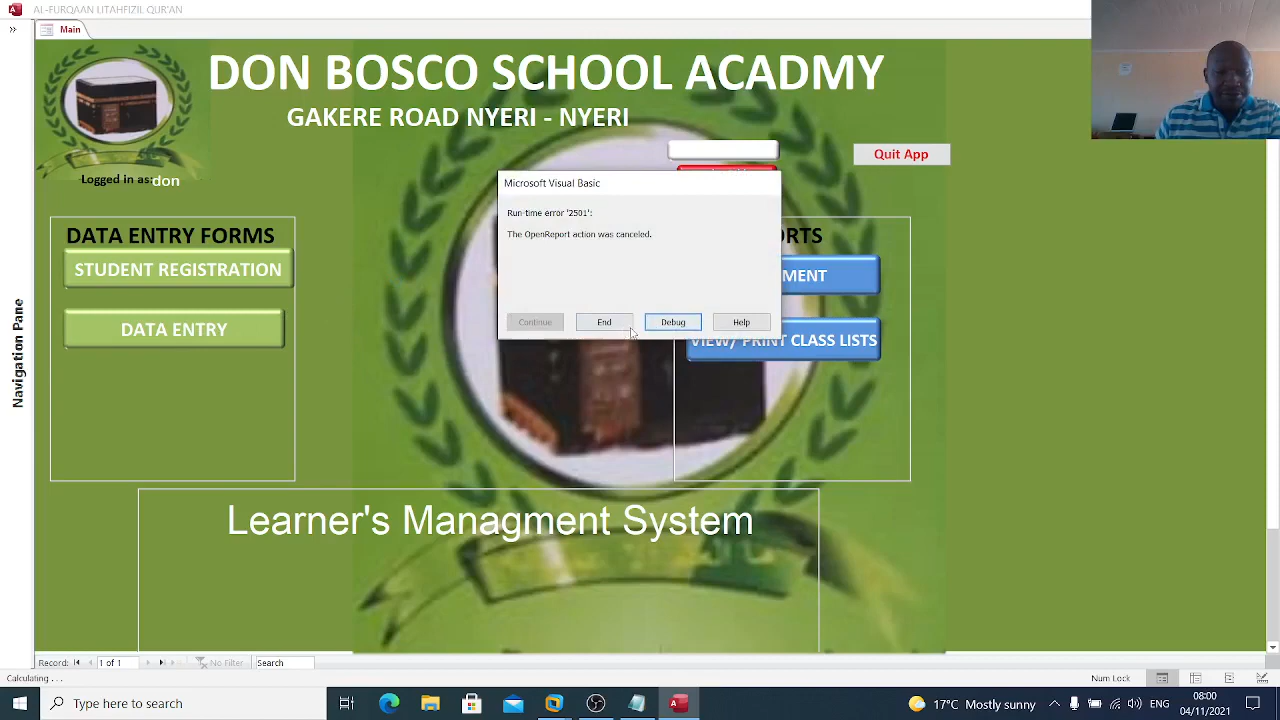 AL-FURQAAN LITAHFIZIL QUR'AN
Main
DON BOSCO SCHOOL ACADMY
GAKERE ROAD NYERI - NYERI
Quit App
Logged in as:don
Microsoft Visual Basic
Run-time error '2501':
The OpenReport action was canceled.
Continue
End
Debug
Help
DATA ENTRY FORMS
STUDENT REGISTRATION
DATA ENTRY
ORTS
MENT
VIEW/ PRINT CLASS LISTS
Navigation Pane
Learner's Managment System
Record:
1 of 1
No Filter
Search
Calculating ...
Num Lock
Type here to search
17°C Mostly sunny
ENG
08:00
04/11/2021